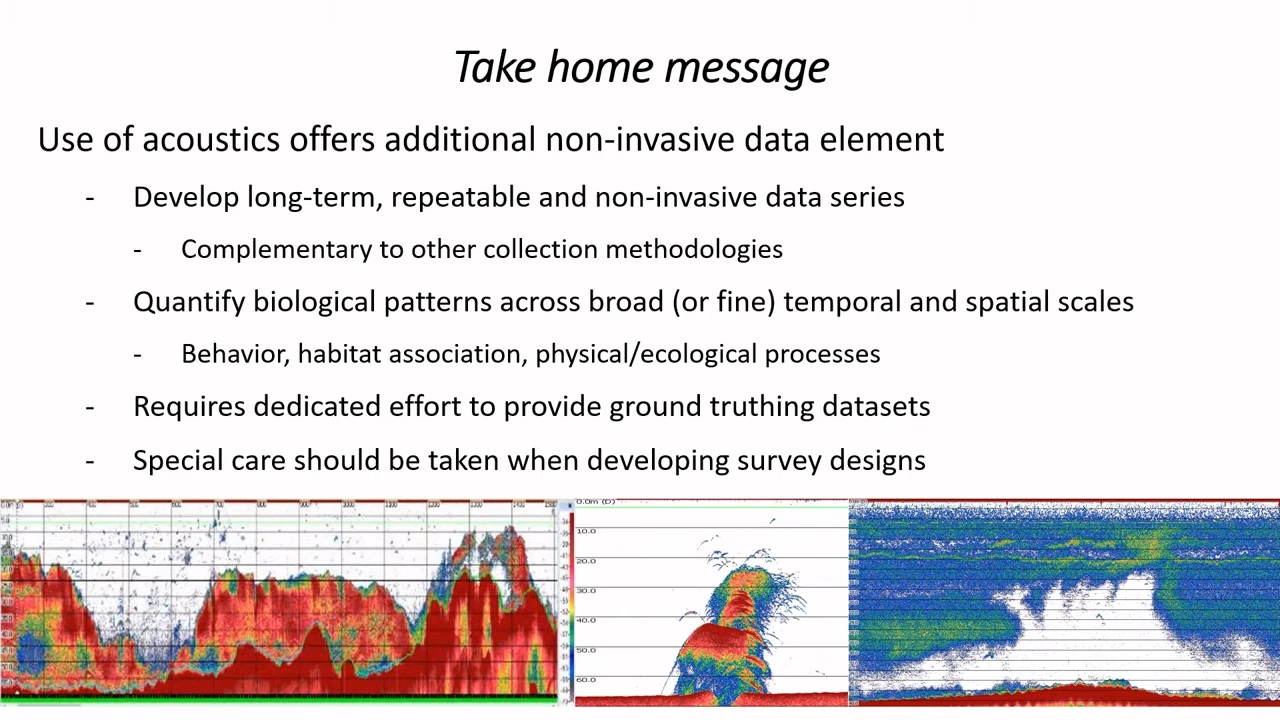 Take home message
Use of acoustics offers additional non-invasive data element
- Develop long-term, repeatable and non-invasive data series
- Complementary to other collection methodologies
- Quantify biological patterns across broad (or fine) temporal and spatial scales
- Behavior, habitat association, physical/ecological processes
- Requires dedicated effort to provide ground truthing datasets
- Special care should be taken when developing survey designs
0.0m (D)
10.0
20.0
30.0
40.0
50.0
60.0